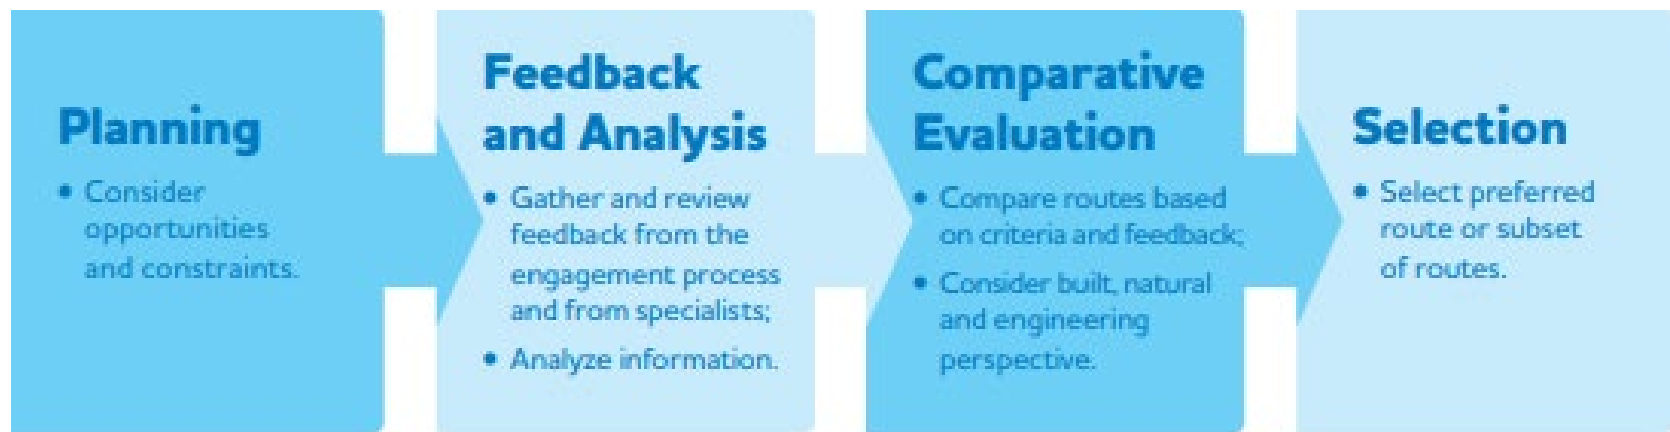 Planning
• Consider
opportunities
and constraints.
Feedback
and Analysis
• Gather and review
feedback from the
engagement process
and from specialists;
• Analyze information.
Comparative
Evaluation
• Compare routes based
on criteria and feedback;
• Consider built, natural
and engineering
perspective.
Selection
• Select preferred
route or subset
of routes.